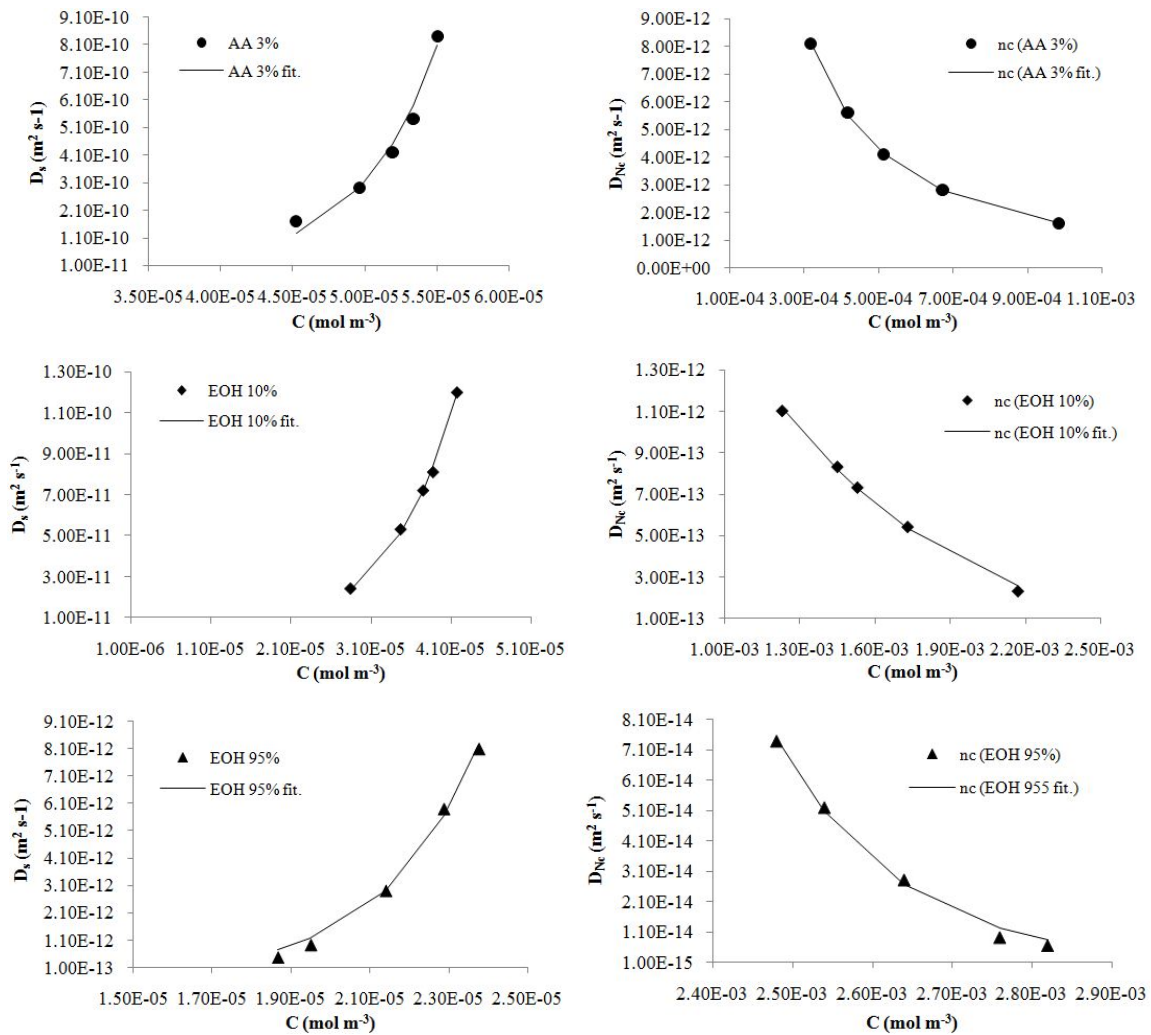 9.10E-10
8.10E-10
7.10E-10
6.10E-10
5.10E-10
4.10E-10
3.10E-10
2.10E-10
1.10E-10
1.00E-11
Dₛ (m² s-1)
AA 3%
AA 3% fit.
3.50E-05 4.00E-05 4.50E-05 5.00E-05 5.50E-05 6.00E-05
C (mol m⁻³)
9.00E-12
8.00E-12
7.00E-12
6.00E-12
5.00E-12
4.00E-12
3.00E-12
2.00E-12
1.00E-12
0.00E+00
D_Nc (m² s-1)
nc (AA 3%)
nc (AA 3% fit.)
1.00E-04 3.00E-04 5.00E-04 7.00E-04 9.00E-04 1.10E-03
C (mol m⁻³)
1.30E-10
1.10E-10
9.00E-11
7.00E-11
5.00E-11
3.00E-11
1.00E-11
Dₛ (m² s⁻¹)
EOH 10%
EOH 10% fit.
1.00E-06 1.10E-05 2.10E-05 3.10E-05 4.10E-05 5.10E-05
C (mol m⁻³)
1.30E-12
1.10E-12
9.00E-13
7.00E-13
5.00E-13
3.00E-13
1.00E-13
D_Nc (m² s⁻¹)
nc (EOH 10%)
nc (EOH 10% fit.)
1.00E-03 1.30E-03 1.60E-03 1.90E-03 2.20E-03 2.50E-03
C (mol m⁻³)
9.10E-12
8.10E-12
7.10E-12
6.10E-12
5.10E-12
4.10E-12
3.10E-12
2.10E-12
1.10E-12
1.00E-13
Dₛ (m² s-1)
EOH 95%
EOH 95% fit.
1.50E-05 1.70E-05 1.90E-05 2.10E-05 2.30E-05 2.50E-05
C (mol m⁻³)
8.10E-14
7.10E-14
6.10E-14
5.10E-14
4.10E-14
3.10E-14
2.10E-14
1.10E-14
1.00E-15
D_Nc (m² s⁻¹)
nc (EOH 95%)
nc (EOH 955 fit.)
2.40E-03 2.50E-03 2.60E-03 2.70E-03 2.80E-03 2.90E-03
C (mol m⁻³)